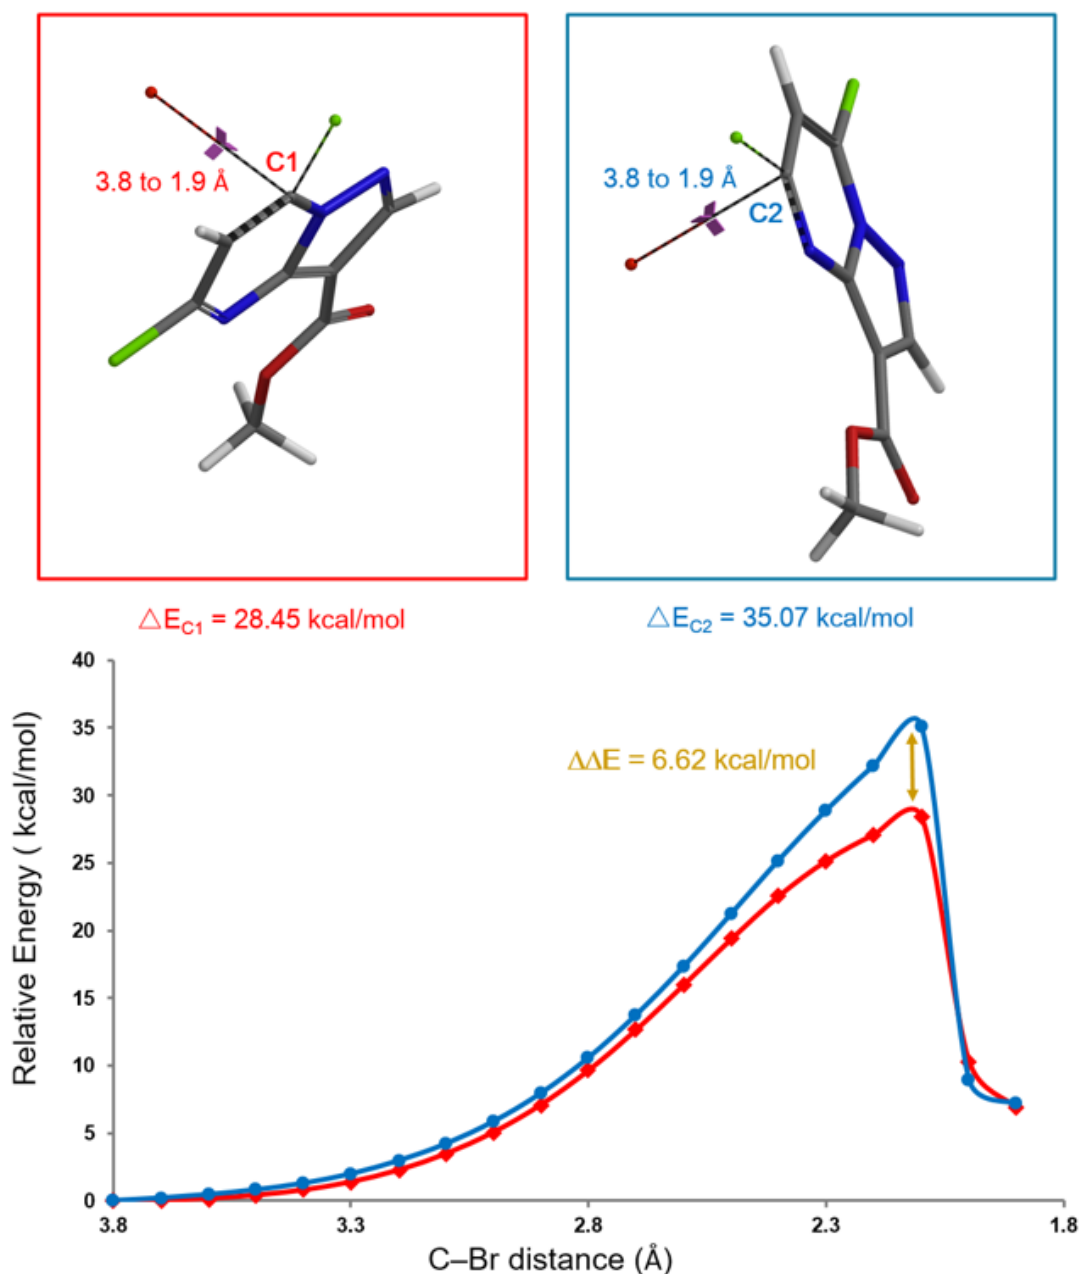 C1
3.8 to 1.9 Å
3.8 to 1.9 Å
C2
△E_C1 = 28.45 kcal/mol
△E_C2 = 35.07 kcal/mol
40
35
30
25
20
15
10
5
0
Relative Energy ( kcal/mol)
ΔΔE = 6.62 kcal/mol
3.8
3.3
2.8
2.3
1.8
C–Br distance (Å)